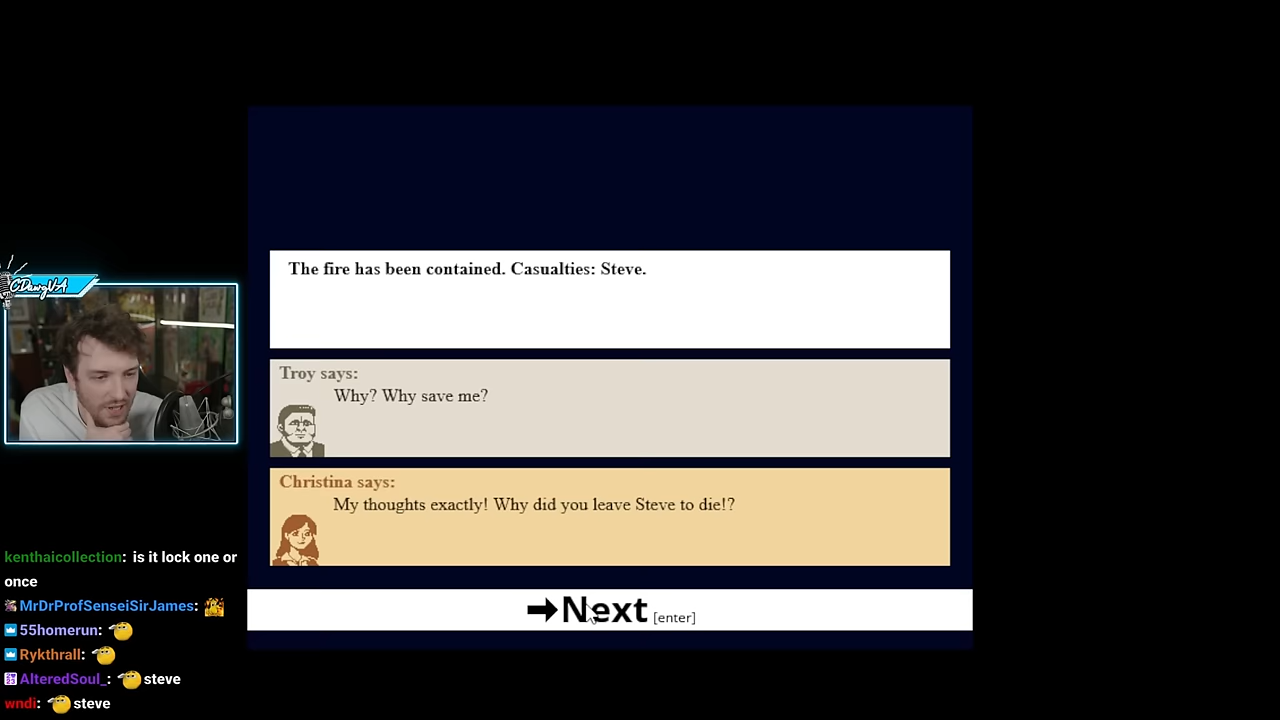 The fire has been contained. Casualties: Steve.
Troy says:
Why? Why save me?
Christina says:
My thoughts exactly! Why did you leave Steve to die!?
➡Next [enter]
CDawgVA
kenthaicollection: is it lock one or
once
MrDrProfSenseiSirJames:
55homerun:
Rykthrall:
AlteredSoul_: steve
wndi: steve